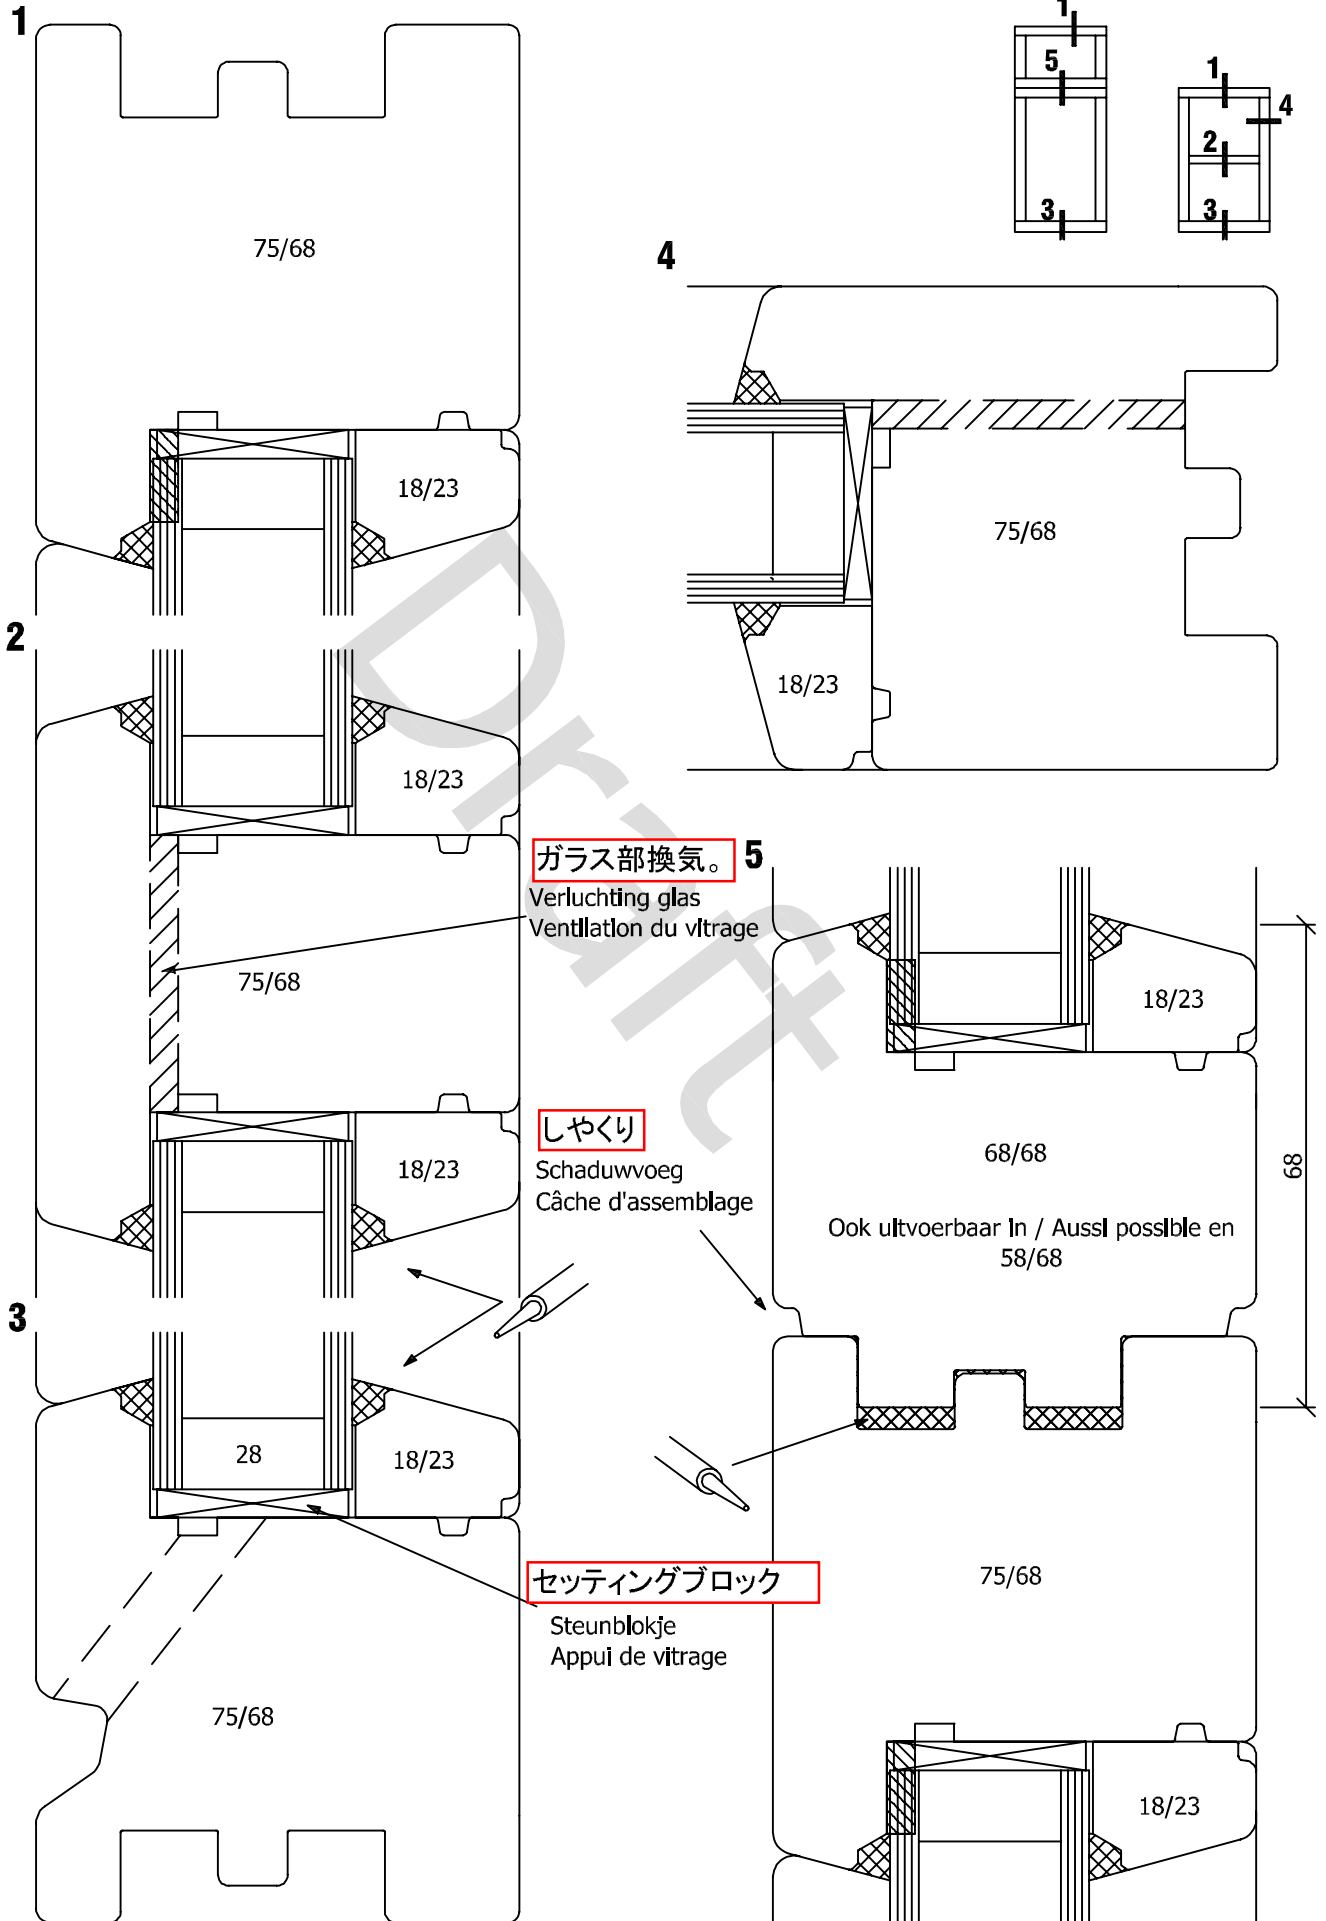 1
75/68
18/23
2
18/23
75/68
18/23
3
28
18/23
75/68
1
5
3
1
4
2
3
4
75/68
18/23
ガラス部換気。
Verluchting glas
Ventilation du vitrage
しやくり
Schaduwvoeg
Câche d'assemblage
セッティングブロック
Steunblokje
Appui de vitrage
5
18/23
68/68
Ook uitvoerbaar in / Aussi possible en
58/68
68
75/68
18/23
Draft